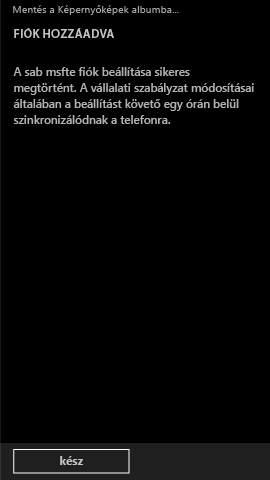 Mentés a Képernyőképek albumba...
FIÓK HOZZÁADVA
A sab msfte fiók beállítása sikeres
megtörtént. A vállalati szabályzat módosításai
általában a beállítást követő egy órán belül
szinkronizálódnak a telefonra.
kész